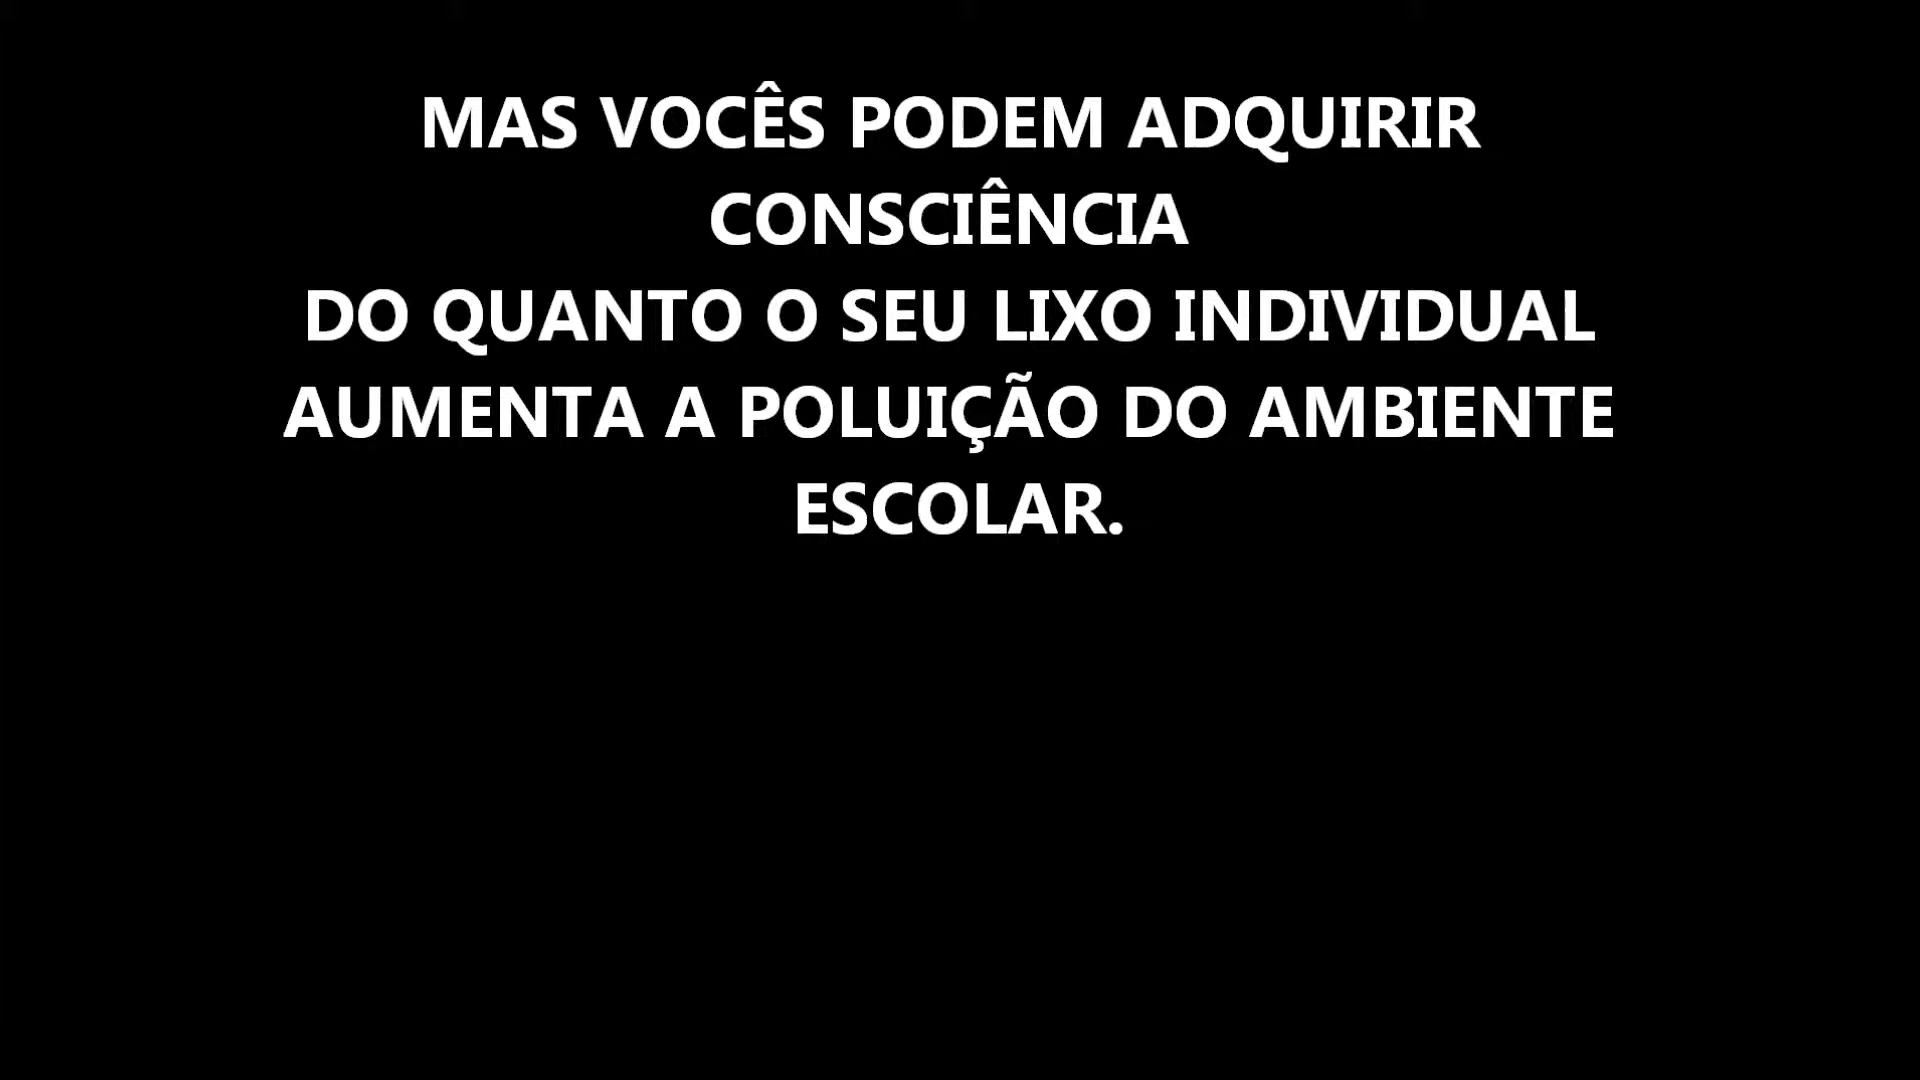 MAS VOCÊS PODEM ADQUIRIR
CONSCIÊNCIA
DO QUANTO O SEU LIXO INDIVIDUAL
AUMENTA A POLUIÇÃO DO AMBIENTE
ESCOLAR.